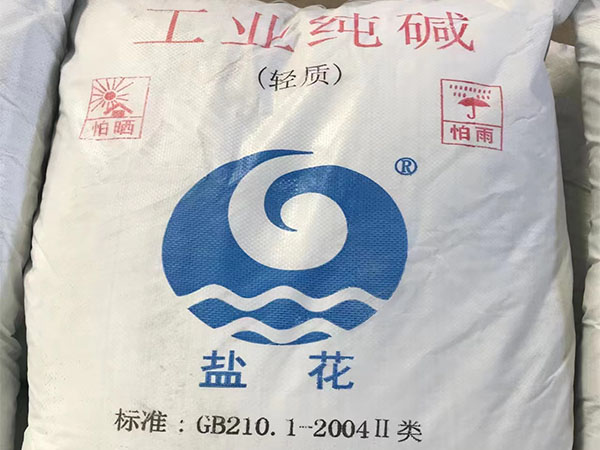 工业纯碱
（轻质）
怕晒
怕雨
®
盐花
标准：GB210.1-2004Ⅱ类